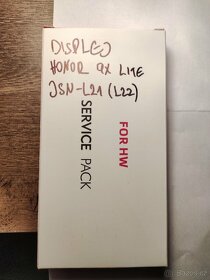 DISPLEJ
HONOR 9X LITE
JSN-L21 (L22)
FOR HW
SERVICE PACK